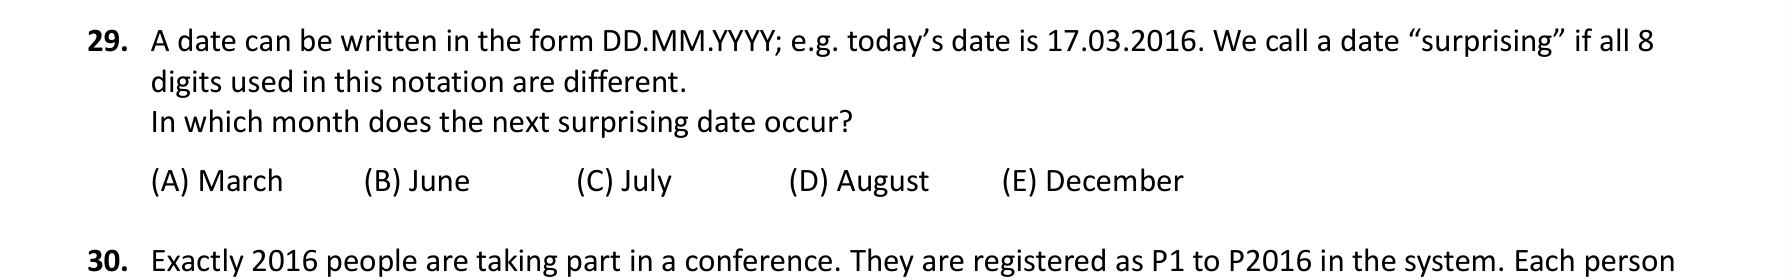 29. A date can be written in the form DD.MM.YYYY; e.g. today’s date is 17.03.2016. We call a date “surprising” if all 8
digits used in this notation are different.
In which month does the next surprising date occur?
(A) March (B) June (C) July (D) August (E) December
30. Exactly 2016 people are taking part in a conference. They are registered as P1 to P2016 in the system. Each person